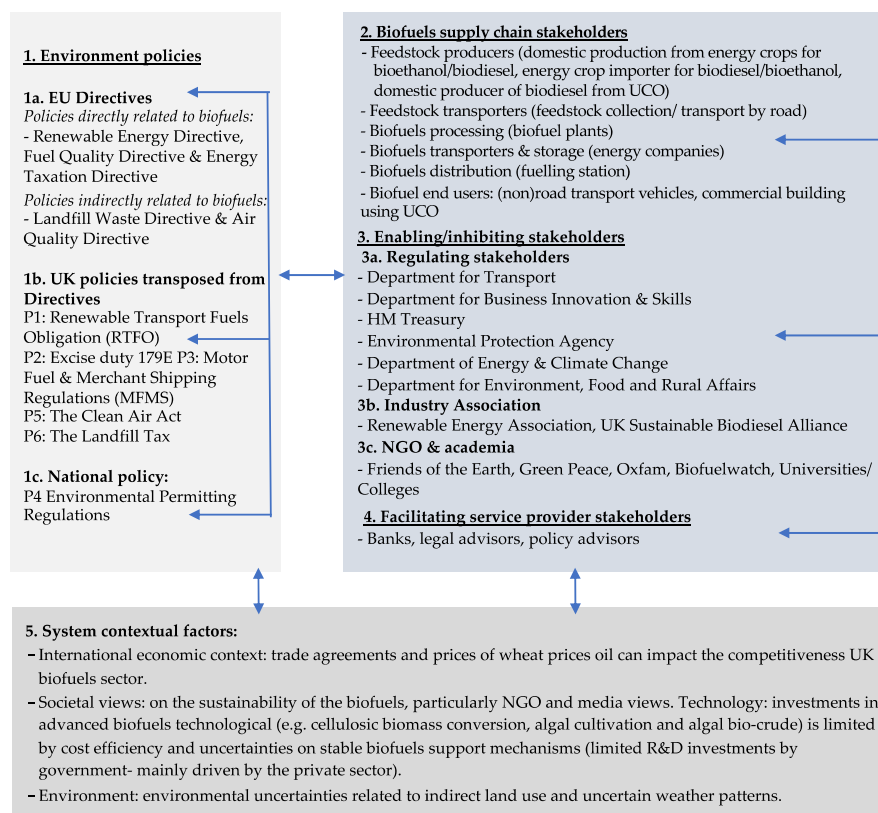 1. Environment policies
1a. EU Directives
Policies directly related to biofuels:
- Renewable Energy Directive,
Fuel Quality Directive & Energy
Taxation Directive
Policies indirectly related to biofuels:
- Landfill Waste Directive & Air
Quality Directive
1b. UK policies transposed from
Directives
P1: Renewable Transport Fuels
Obligation (RTFO)
P2: Excise duty 179E P3: Motor
Fuel & Merchant Shipping
Regulations (MFMS)
P5: The Clean Air Act
P6: The Landfill Tax
1c. National policy:
P4 Environmental Permitting
Regulations
2. Biofuels supply chain stakeholders
- Feedstock producers (domestic production from energy crops for
bioethanol/biodiesel, energy crop importer for biodiesel/bioethanol,
domestic producer of biodiesel from UCO)
- Feedstock transporters (feedstock collection/ transport by road)
- Biofuels processing (biofuel plants)
- Biofuels transporters & storage (energy companies)
- Biofuels distribution (fuelling station)
- Biofuel end users: (non)road transport vehicles, commercial building
using UCO
3. Enabling/inhibiting stakeholders
3a. Regulating stakeholders
- Department for Transport
- Department for Business Innovation & Skills
- HM Treasury
- Environmental Protection Agency
- Department of Energy & Climate Change
- Department for Environment, Food and Rural Affairs
3b. Industry Association
- Renewable Energy Association, UK Sustainable Biodiesel Alliance
3c. NGO & academia
- Friends of the Earth, Green Peace, Oxfam, Biofuelwatch, Universities/
Colleges
4. Facilitating service provider stakeholders
- Banks, legal advisors, policy advisors
5. System contextual factors:
– International economic context: trade agreements and prices of wheat prices oil can impact the competitiveness UK
biofuels sector.
– Societal views: on the sustainability of the biofuels, particularly NGO and media views. Technology: investments in
advanced biofuels technological (e.g. cellulosic biomass conversion, algal cultivation and algal bio-crude) is limited
by cost efficiency and uncertainties on stable biofuels support mechanisms (limited R&D investments by
government- mainly driven by the private sector).
– Environment: environmental uncertainties related to indirect land use and uncertain weather patterns.